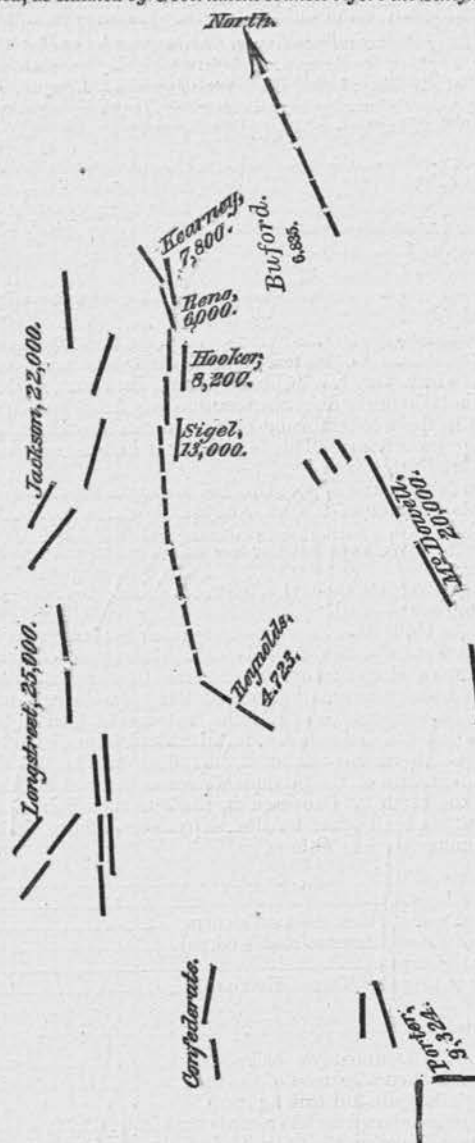 North.
Kearney,
7,800.
Buford.
6,835.
Reno,
6,000.
Hooker,
8,200.
Sigel,
13,000.
Jackson, 22,000.
McDowell,
20,000.
Reynolds,
4.723,
Longstreet, 25,000.
Confederate.
Porter,
9,324.